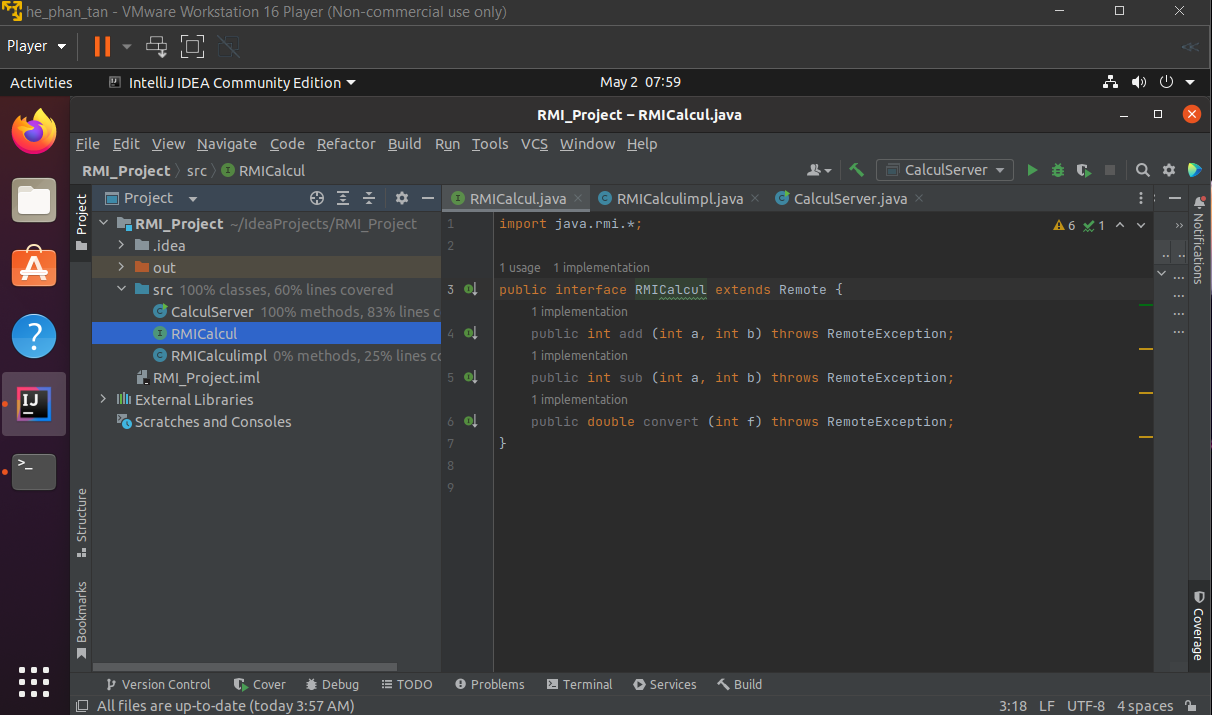 he_phan_tan - VMware Workstation 16 Player (Non-commercial use only)
Player
Activities IntelliJ IDEA Community Edition May 2 07:59
RMI_Project – RMICalcul.java
File Edit View Navigate Code Refactor Build Run Tools VCS Window Help
RMI_Project src RMICalcul CalculServer
Project
Project
RMICalcul.java RMICalculimpl.java CalculServer.java
RMI_Project ~/IdeaProjects/RMI_Project
.idea
out
src 100% classes, 60% lines covered
CalculServer 100% methods, 83% lines c
RMICalcul
RMICalculimpl 0% methods, 25% lines co
RMI_Project.iml
External Libraries
Scratches and Consoles
1 import java.rmi.*;
6 1
2
1 usage 1 implementation
3 public interface RMICalcul extends Remote {
1 implementation
4 public int add (int a, int b) throws RemoteException;
1 implementation
5 public int sub (int a, int b) throws RemoteException;
1 implementation
6 public double convert (int f) throws RemoteException;
7 }
8
9
Notifications
Coverage
Structure
Bookmarks
IJ
>_
?
Version Control Cover Debug TODO Problems Terminal Services Build
All files are up-to-date (today 3:57 AM) 3:18 LF UTF-8 4 spaces